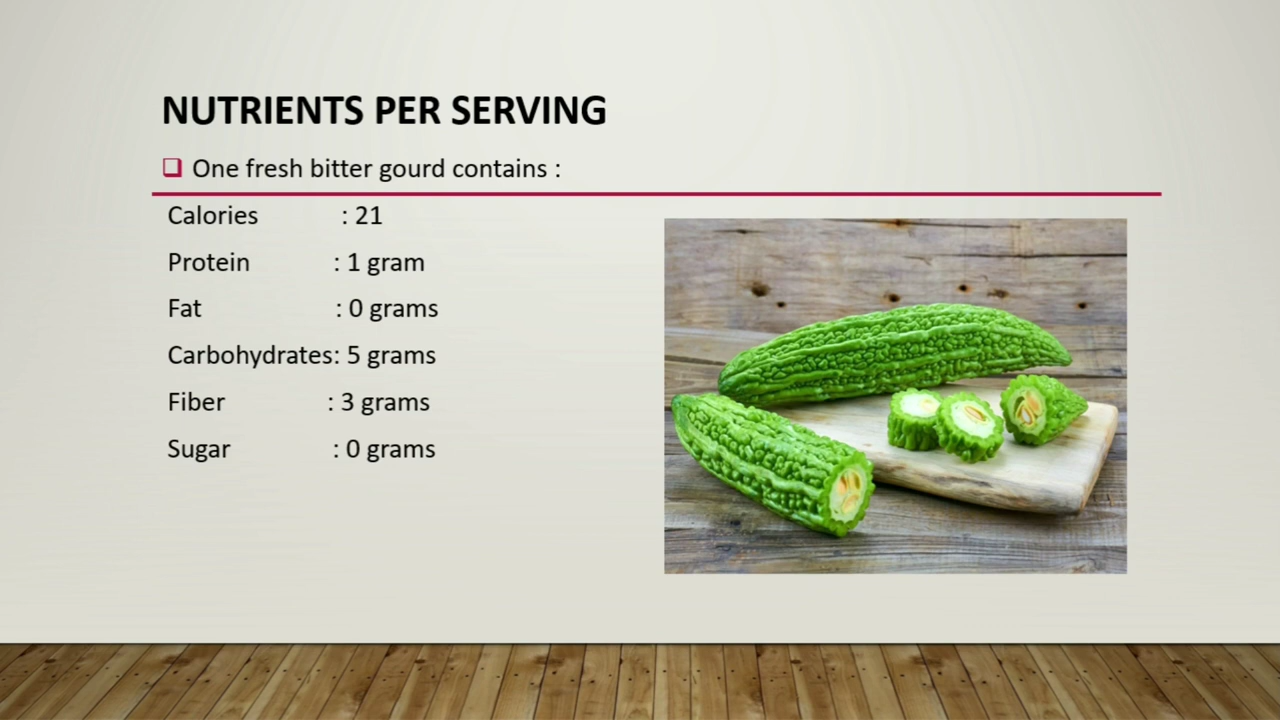 NUTRIENTS PER SERVING
One fresh bitter gourd contains :
Calories : 21
Protein : 1 gram
Fat : 0 grams
Carbohydrates: 5 grams
Fiber : 3 grams
Sugar : 0 grams